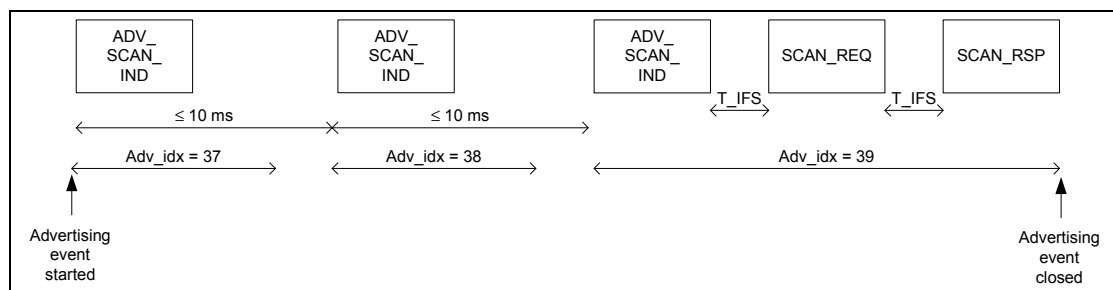 ADV_
SCAN_
IND
ADV_
SCAN_
IND
ADV_
SCAN_
IND
SCAN_REQ
SCAN_RSP
T_IFS
T_IFS
≤ 10 ms
≤ 10 ms
Adv_idx = 37
Adv_idx = 38
Adv_idx = 39
Advertising
event
started
Advertising
event
closed